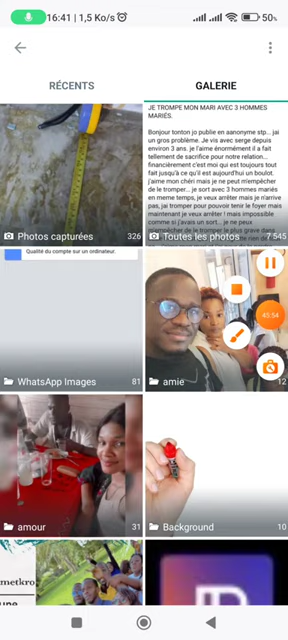 16:41 | 1,5 Ko/s
50%
RÉCENTS
GALERIE
JE TROMPE MON MARI AVEC 3 HOMMES
MARIÉS.
Bonjour tonton jo publie en aanonyme stp... jai
un gros problème. Je vis avec serge depuis
environ 3 ans. je l'aime énormément il a fait
tellement de sacrifice pour notre relation...
financièrement c'est moi qui est toujours tout
fait jusqu'à ce qu'il est aujourd'hui un boulot.
j'aime mon chéri mais je ne peut m'empêcher
de le tromper... je sort avec 3 hommes mariés
en meme temps, je veux arrêter mais je n'arrive
pas, jai tromper pour pouvoir tenir le foyer mais
maintenant je veux arrêter ! mais impossible
comme si j'avais un sort... je ne peux
Photos capturées
326
Toutes les photos
7 545
Qualité du compte sur un ordinateur.
45:54
WhatsApp Images
81
amie
12
amour
31
Background
10
metkro
une